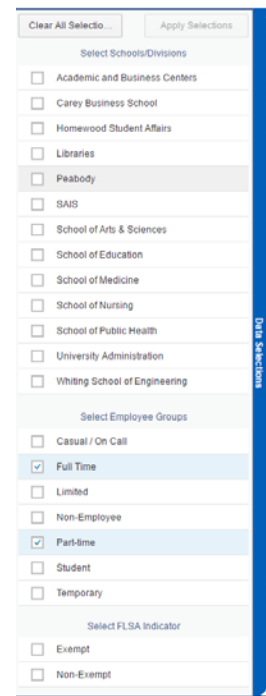 Clear All Selectio...
Apply Selections
Select Schools/Divisions
Academic and Business Centers
Carey Business School
Homewood Student Affairs
Libraries
Peabody
SAIS
School of Arts & Sciences
School of Education
School of Medicine
School of Nursing
School of Public Health
University Administration
Whiting School of Engineering
Select Employee Groups
Casual / On Call
Full Time
Limited
Non-Employee
Part-time
Student
Temporary
Select FLSA Indicator
Exempt
Non-Exempt
Data Selections